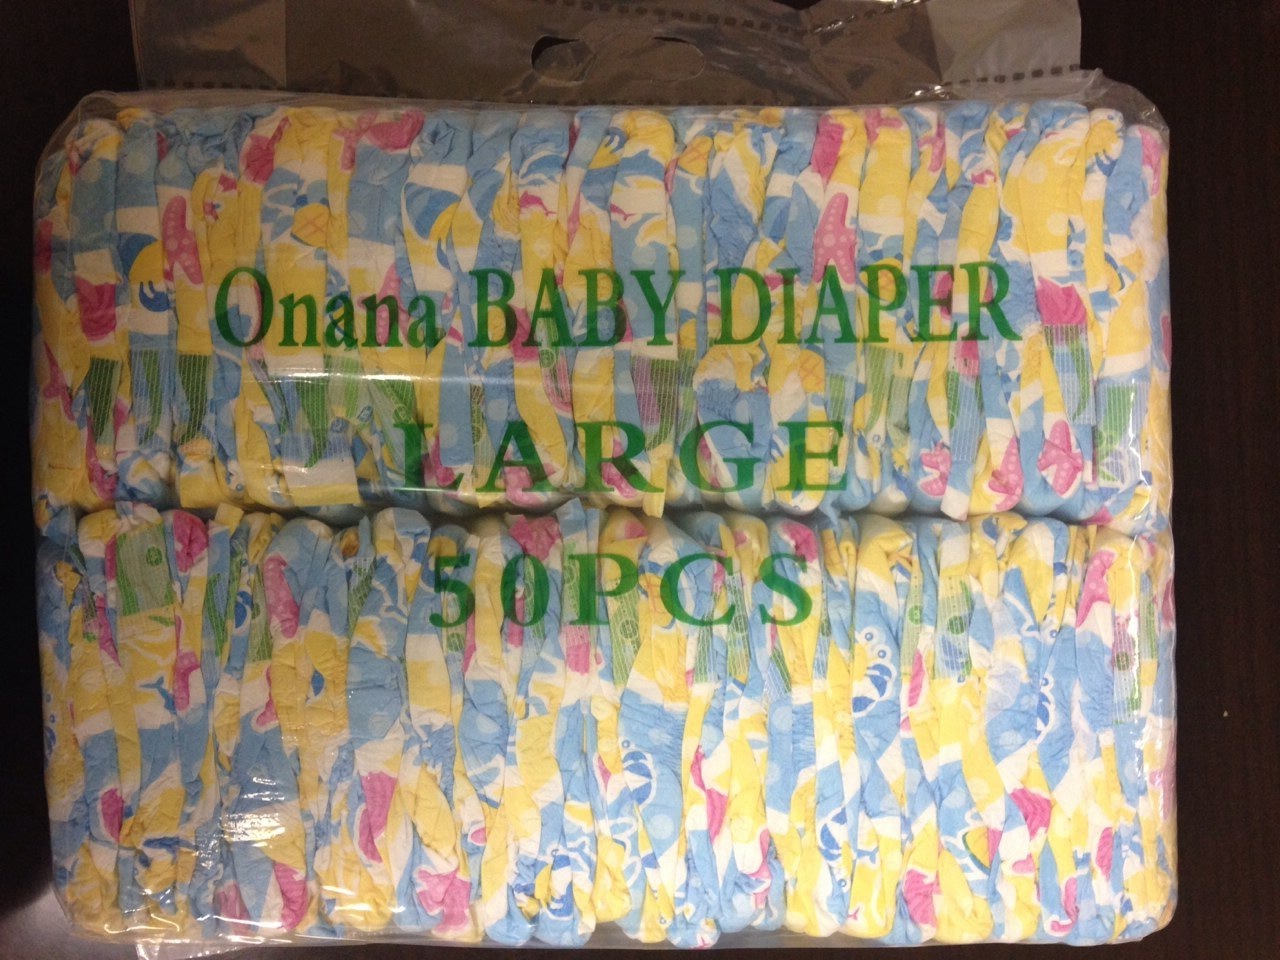 Onana BABY DIAPER
LARGE
50PCS